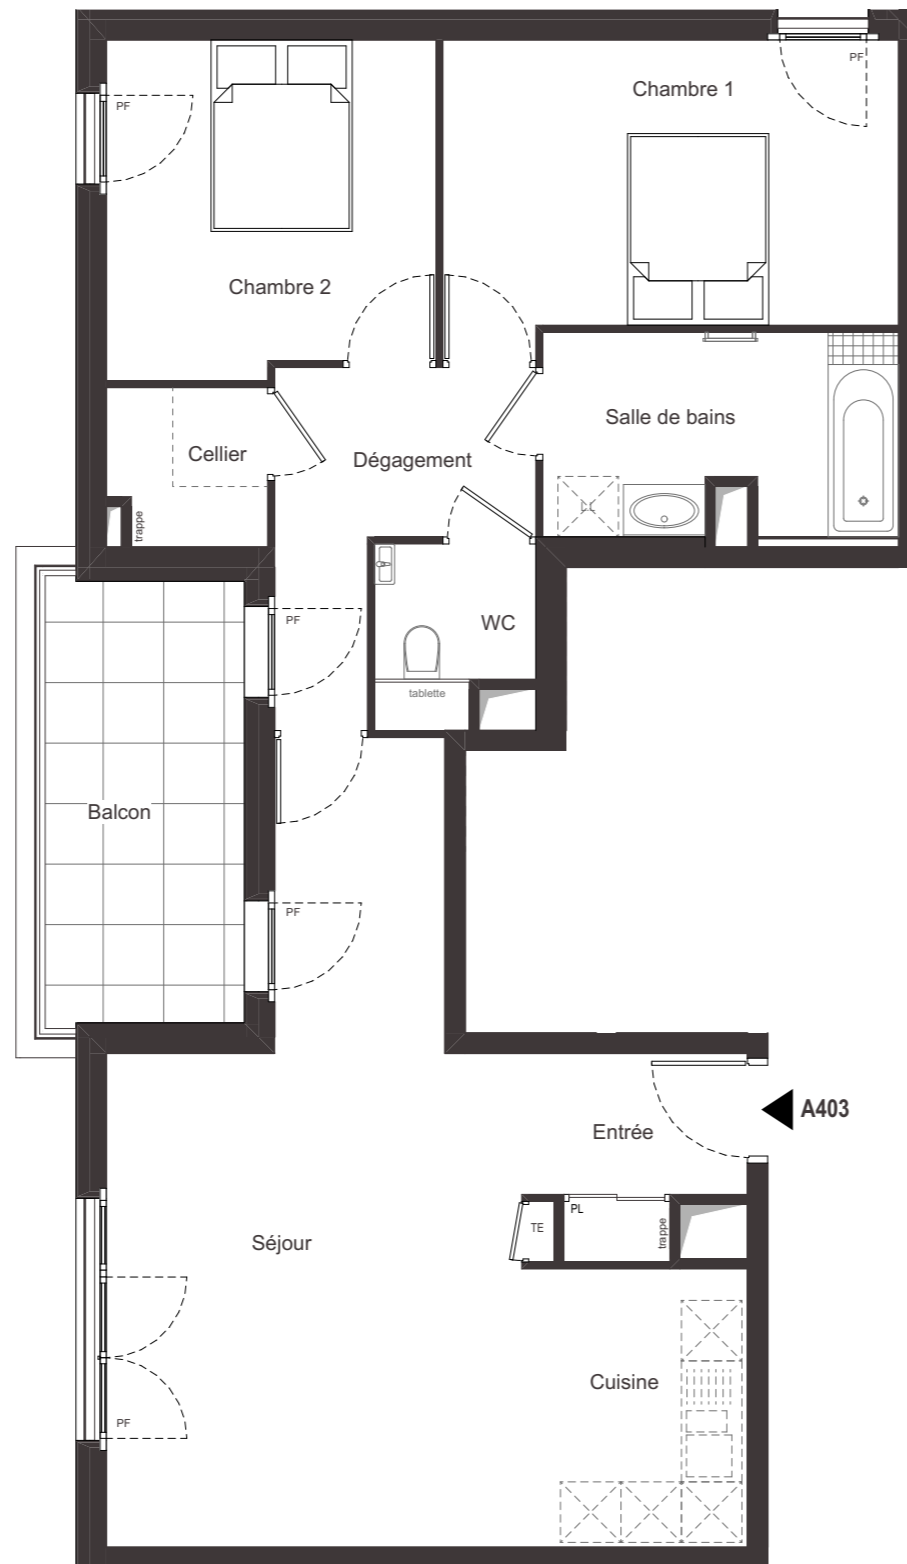 PF
Chambre 1
PF
Chambre 2
Salle de bains
Cellier
Dégagement
LL
trappe
PF
WC
tablette
Balcon
PF
A403
Entrée
PL
TE
trappe
Séjour
Cuisine
PF